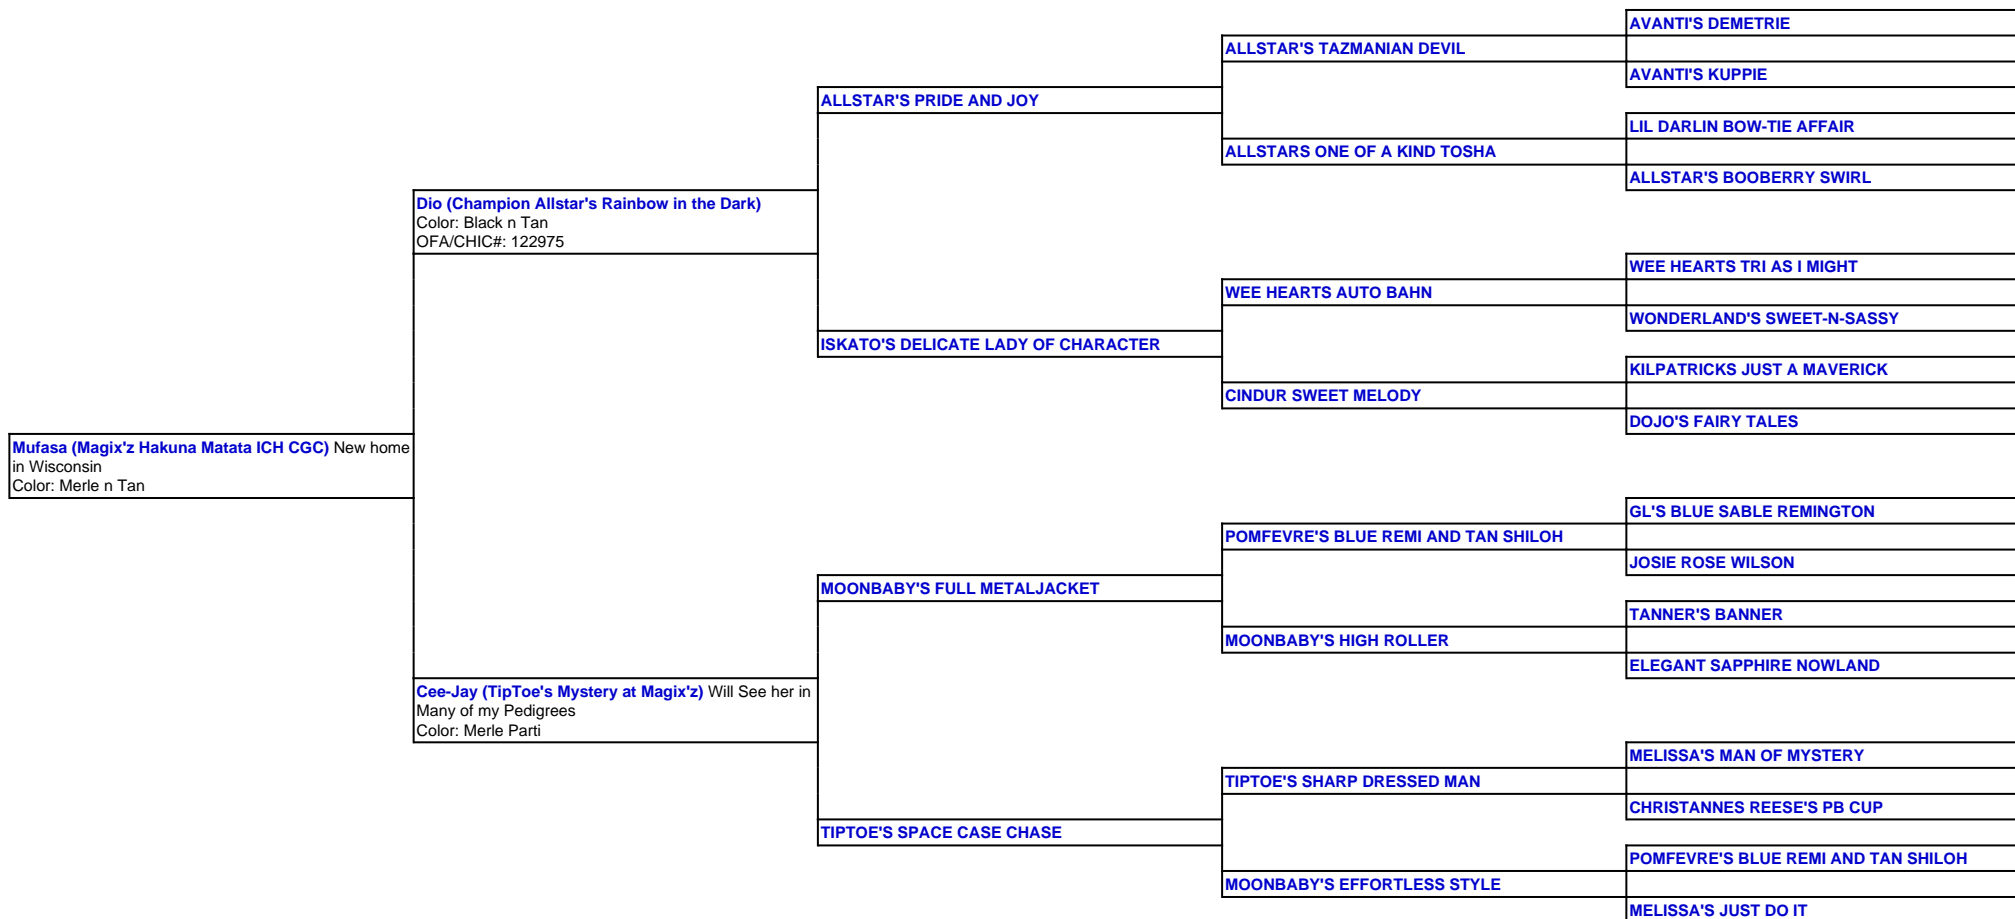 AVANTI'S DEMETRIE
ALLSTAR'S TAZMANIAN DEVIL
AVANTI'S KUPPIE
ALLSTAR'S PRIDE AND JOY
LIL DARLIN BOW-TIE AFFAIR
ALLSTARS ONE OF A KIND TOSHA
ALLSTAR'S BOOBERRY SWIRL
Dio (Champion Allstar's Rainbow in the Dark)
Color: Black n Tan
OFA/CHIC#: 122975
WEE HEARTS TRI AS I MIGHT
WEE HEARTS AUTO BAHN
WONDERLAND'S SWEET-N-SASSY
ISKATO'S DELICATE LADY OF CHARACTER
KILPATRICKS JUST A MAVERICK
CINDUR SWEET MELODY
DOJO'S FAIRY TALES
Mufasa (Magix'z Hakuna Matata ICH CGC) New home
in Wisconsin
Color: Merle n Tan
GL'S BLUE SABLE REMINGTON
POMFEVRE'S BLUE REMI AND TAN SHILOH
JOSIE ROSE WILSON
MOONBABY'S FULL METALJACKET
TANNER'S BANNER
MOONBABY'S HIGH ROLLER
ELEGANT SAPPHIRE NOWLAND
Cee-Jay (TipToe's Mystery at Magix'z) Will See her in
Many of my Pedigrees
Color: Merle Parti
MELISSA'S MAN OF MYSTERY
TIPTOE'S SHARP DRESSED MAN
CHRISTANNES REESE'S PB CUP
TIPTOE'S SPACE CASE CHASE
POMFEVRE'S BLUE REMI AND TAN SHILOH
MOONBABY'S EFFORTLESS STYLE
MELISSA'S JUST DO IT